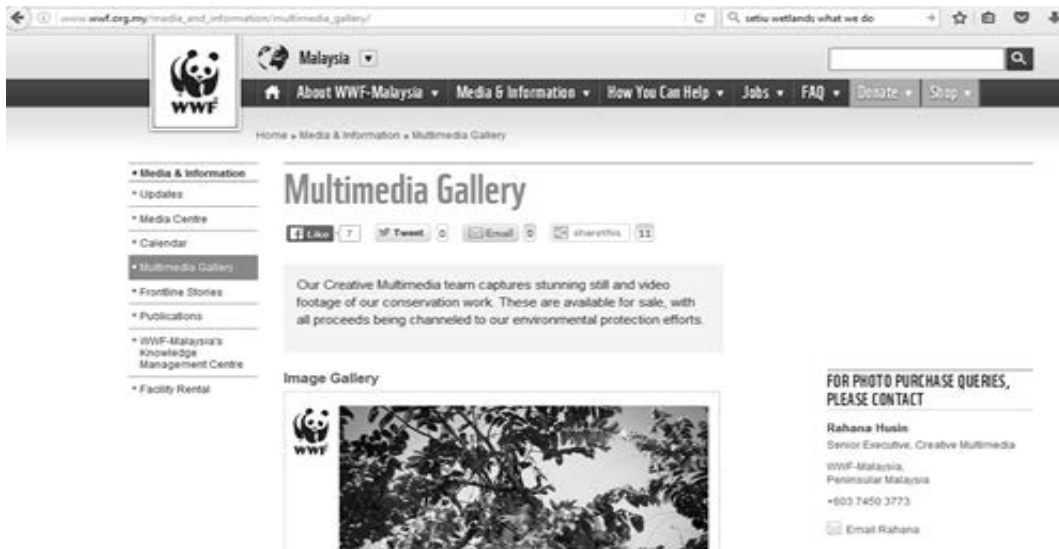 www.wwf.org.my/media_and_information/multimedia_gallery/
setiu wetlands what we do
WWF
Malaysia
About WWF-Malaysia
Media & Information
How You Can Help
Jobs
FAQ
Donate
Shop
Home » Media & Information » Multimedia Gallery
Media & Information
Updates
Media Centre
Calendar
Multimedia Gallery
Frontline Stories
Publications
WWF-Malaysia's
Knowledge
Management Centre
Facility Rental
Multimedia Gallery
Like 7
Tweet 0
Email 0
sharethis 11
Our Creative Multimedia team captures stunning still and video
footage of our conservation work. These are available for sale, with
all proceeds being channeled to our environmental protection efforts.
Image Gallery
WWF
FOR PHOTO PURCHASE QUERIES,
PLEASE CONTACT
Rahana Husin
Senior Executive, Creative Multimedia
WWF-Malaysia,
Peninsular Malaysia
+603 7450 3773
Email Rahana